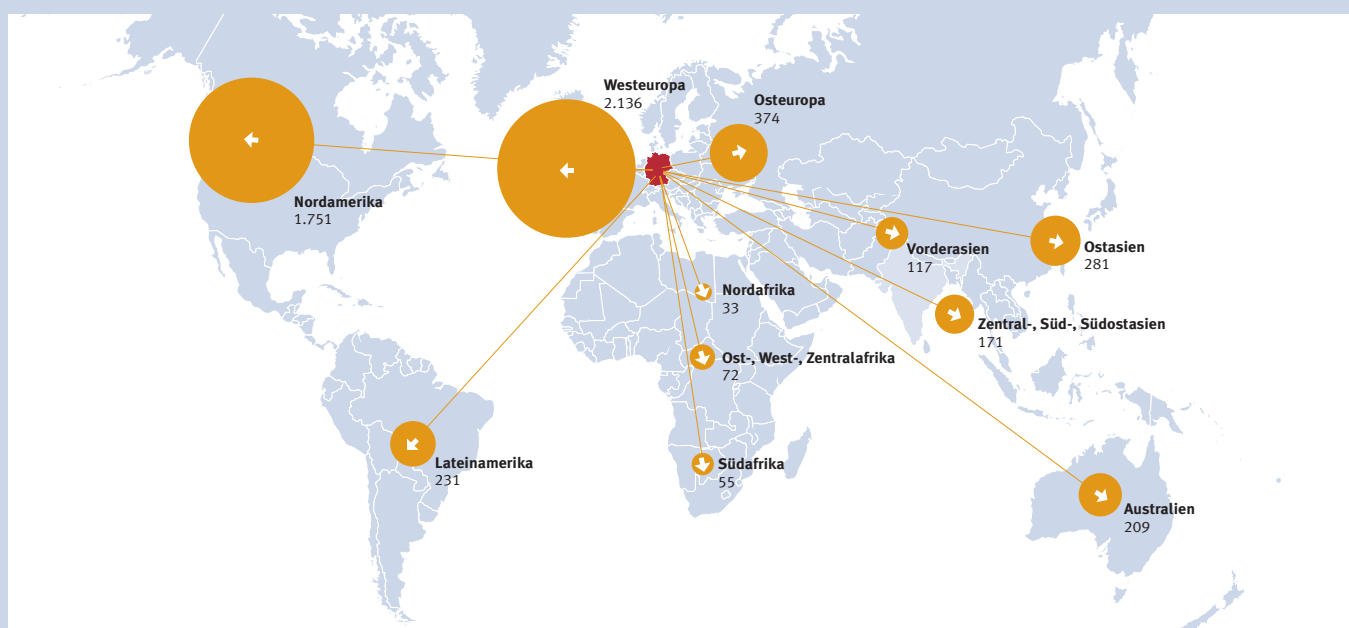 Westeuropa
2.136
Osteuropa
374
Nordamerika
1.751
Vorderasien
117
Ostasien
281
Nordafrika
33
Zentral-, Süd-, Südostasien
171
Ost-, West-, Zentralafrika
72
Lateinamerika
231
Südafrika
55
Australien
209